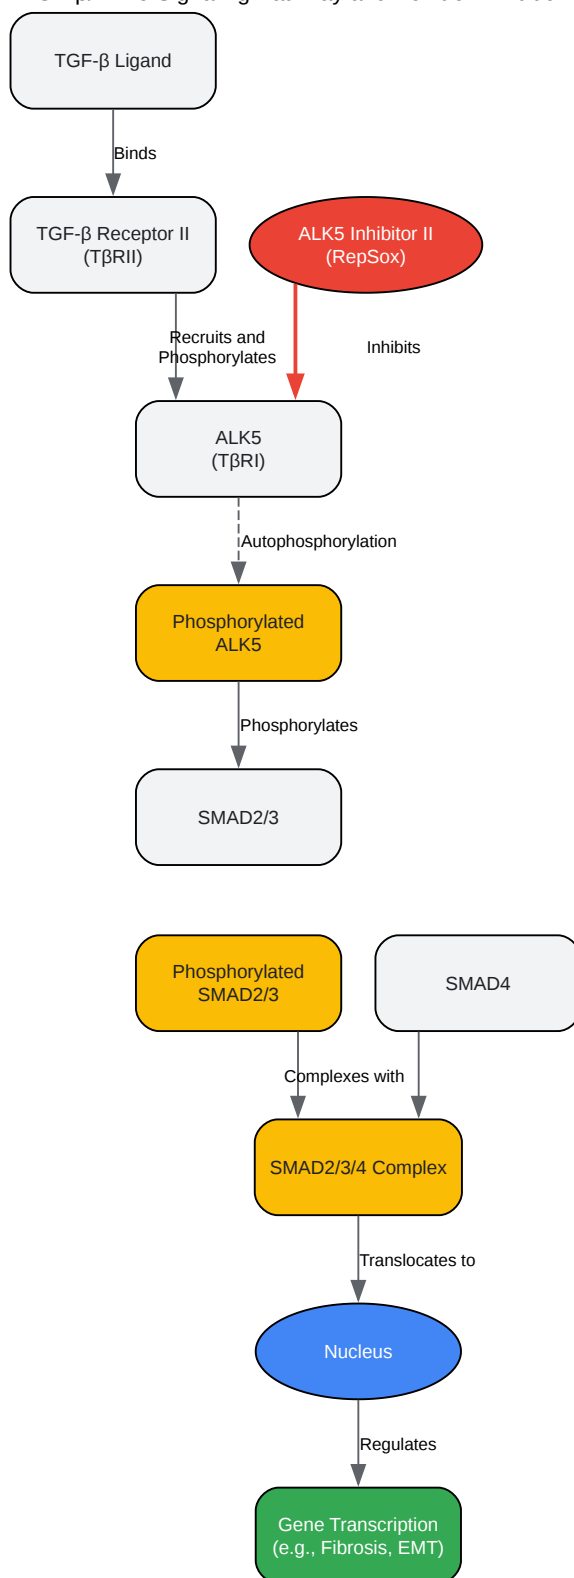 TGF-β Ligand
Binds
TGF-β Receptor II
(TβRII)
ALK5 Inhibitor II
(RepSox)
Recruits and
Phosphorylates
Inhibits
ALK5
(TβRI)
Autophosphorylation
Phosphorylated
ALK5
Phosphorylates
SMAD2/3
Phosphorylated
SMAD2/3
SMAD4
Complexes with
SMAD2/3/4 Complex
Translocates to
Nucleus
Regulates
Gene Transcription
(e.g., Fibrosis, EMT)